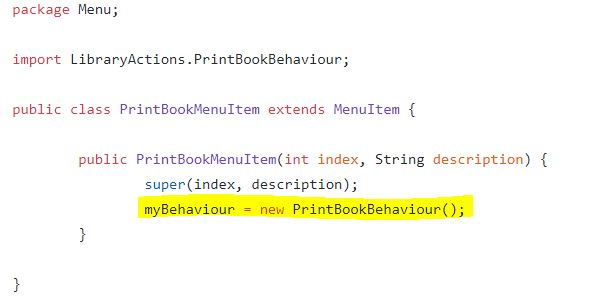 package Menu;
import LibraryActions.PrintBookBehaviour;
public class PrintBookMenuItem extends MenuItem {
public PrintBookMenuItem(int index, String description) {
super(index, description);
myBehaviour = new PrintBookBehaviour();
}
}